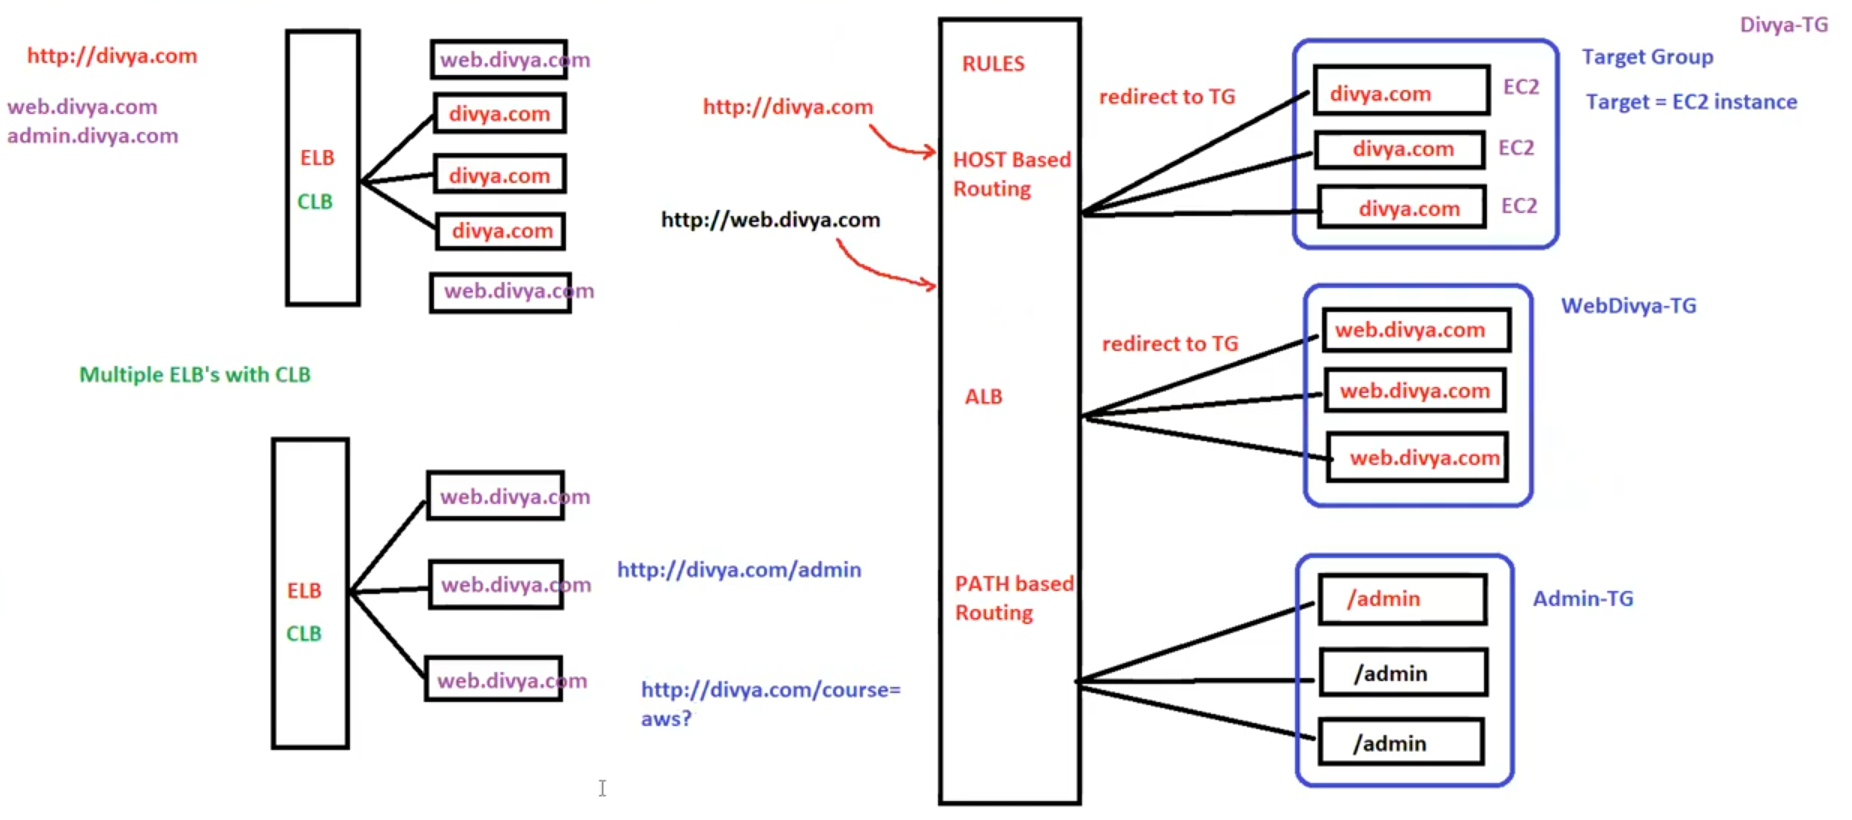 http://divya.com
web.divya.com
admin.divya.com
ELB
CLB
web.divya.com
divya.com
divya.com
divya.com
web.divya.com
Multiple ELB's with CLB
ELB
CLB
web.divya.com
web.divya.com
web.divya.com
http://divya.com
http://web.divya.com
http://divya.com/admin
http://divya.com/course=
aws?
RULES
HOST Based
Routing
ALB
PATH based
Routing
redirect to TG
divya.com
EC2
divya.com
EC2
divya.com
EC2
Divya-TG
Target Group
Target = EC2 instance
redirect to TG
web.divya.com
web.divya.com
web.divya.com
WebDivya-TG
/admin
/admin
/admin
Admin-TG